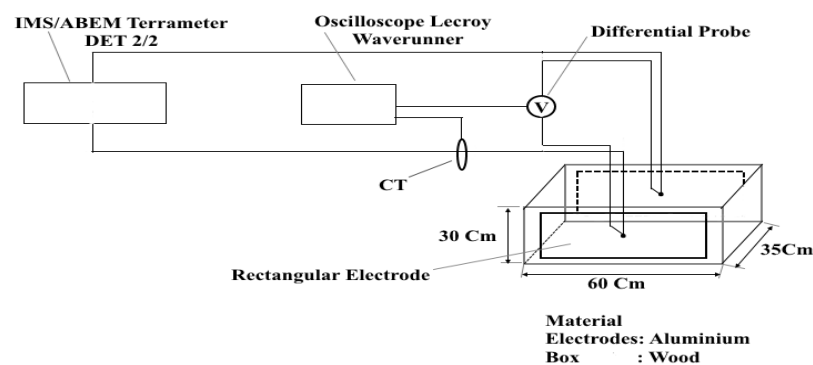 IMS/ABEM Terrameter
DET 2/2
Oscilloscope Lecroy
Waverunner
Differential Probe
V
CT
30 Cm
35Cm
Rectangular Electrode
60 Cm
Material
Electrodes: Aluminium
Box : Wood